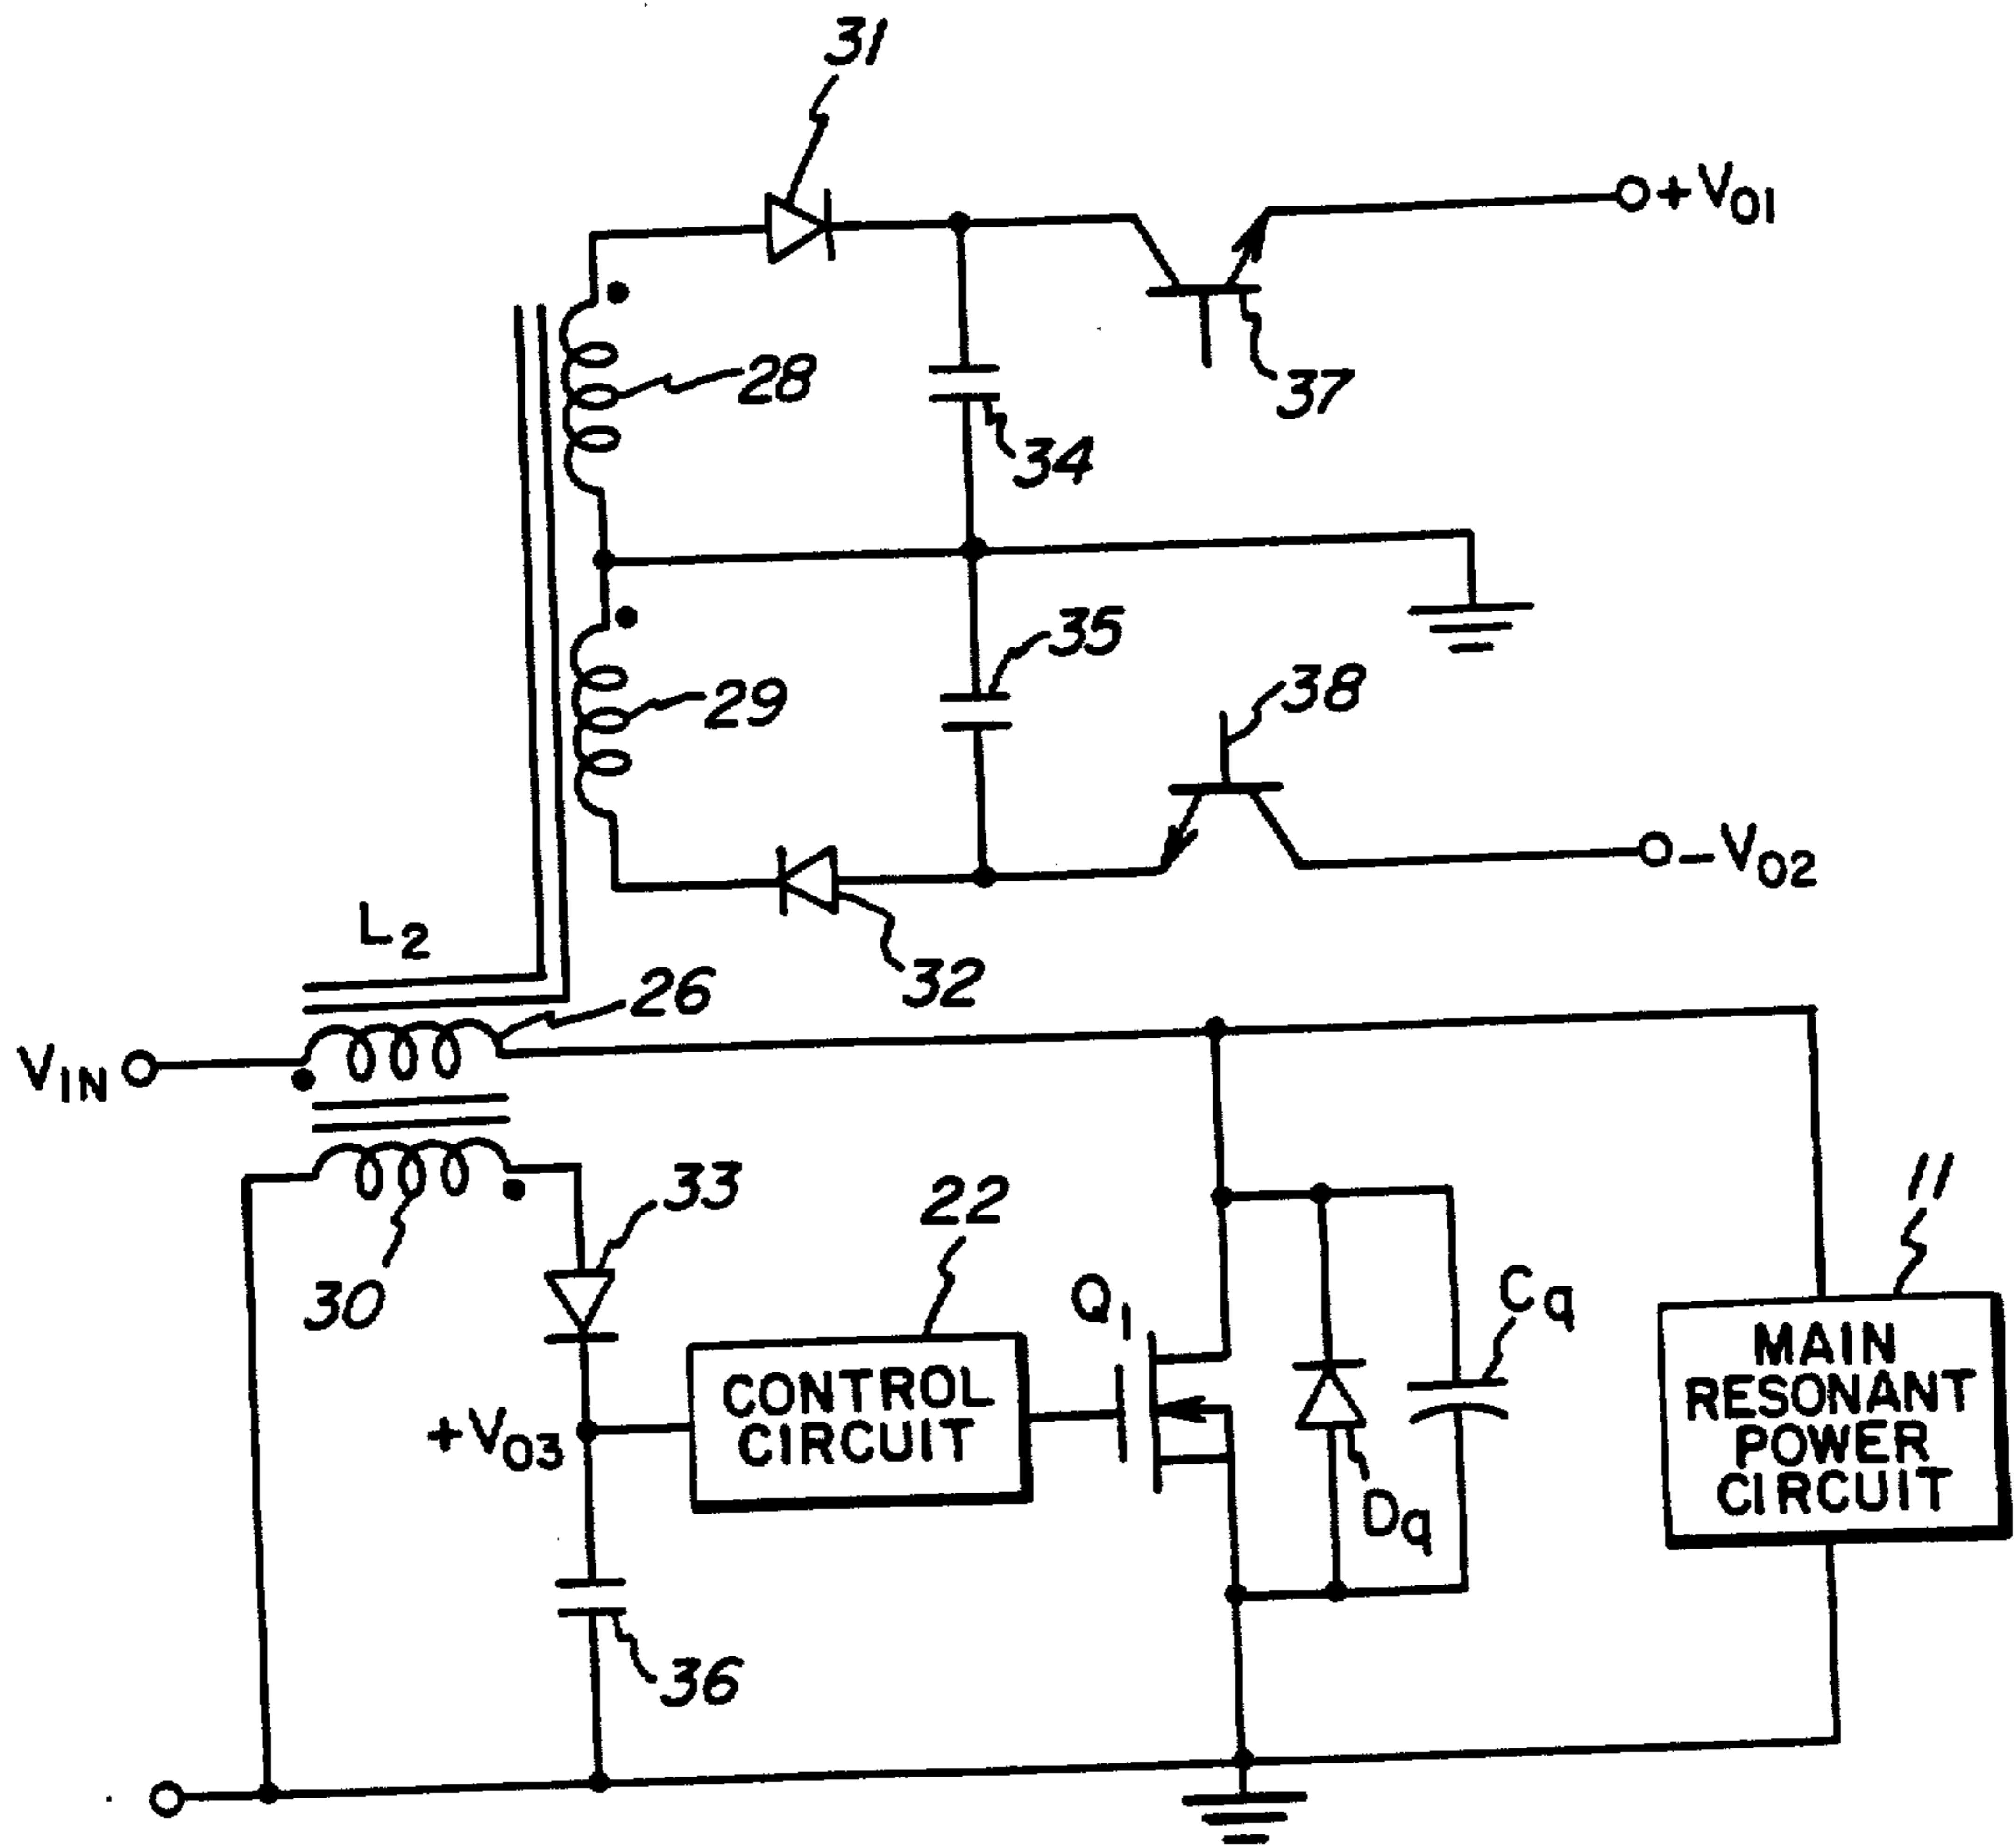 31
+V01
28
37
34
35
38
29
-V02
L2
32
26
VIN
33
22
11
30
Q1
Cq
MAIN
RESONANT
POWER
CIRCUIT
CONTROL
CIRCUIT
+V03
Dq
36